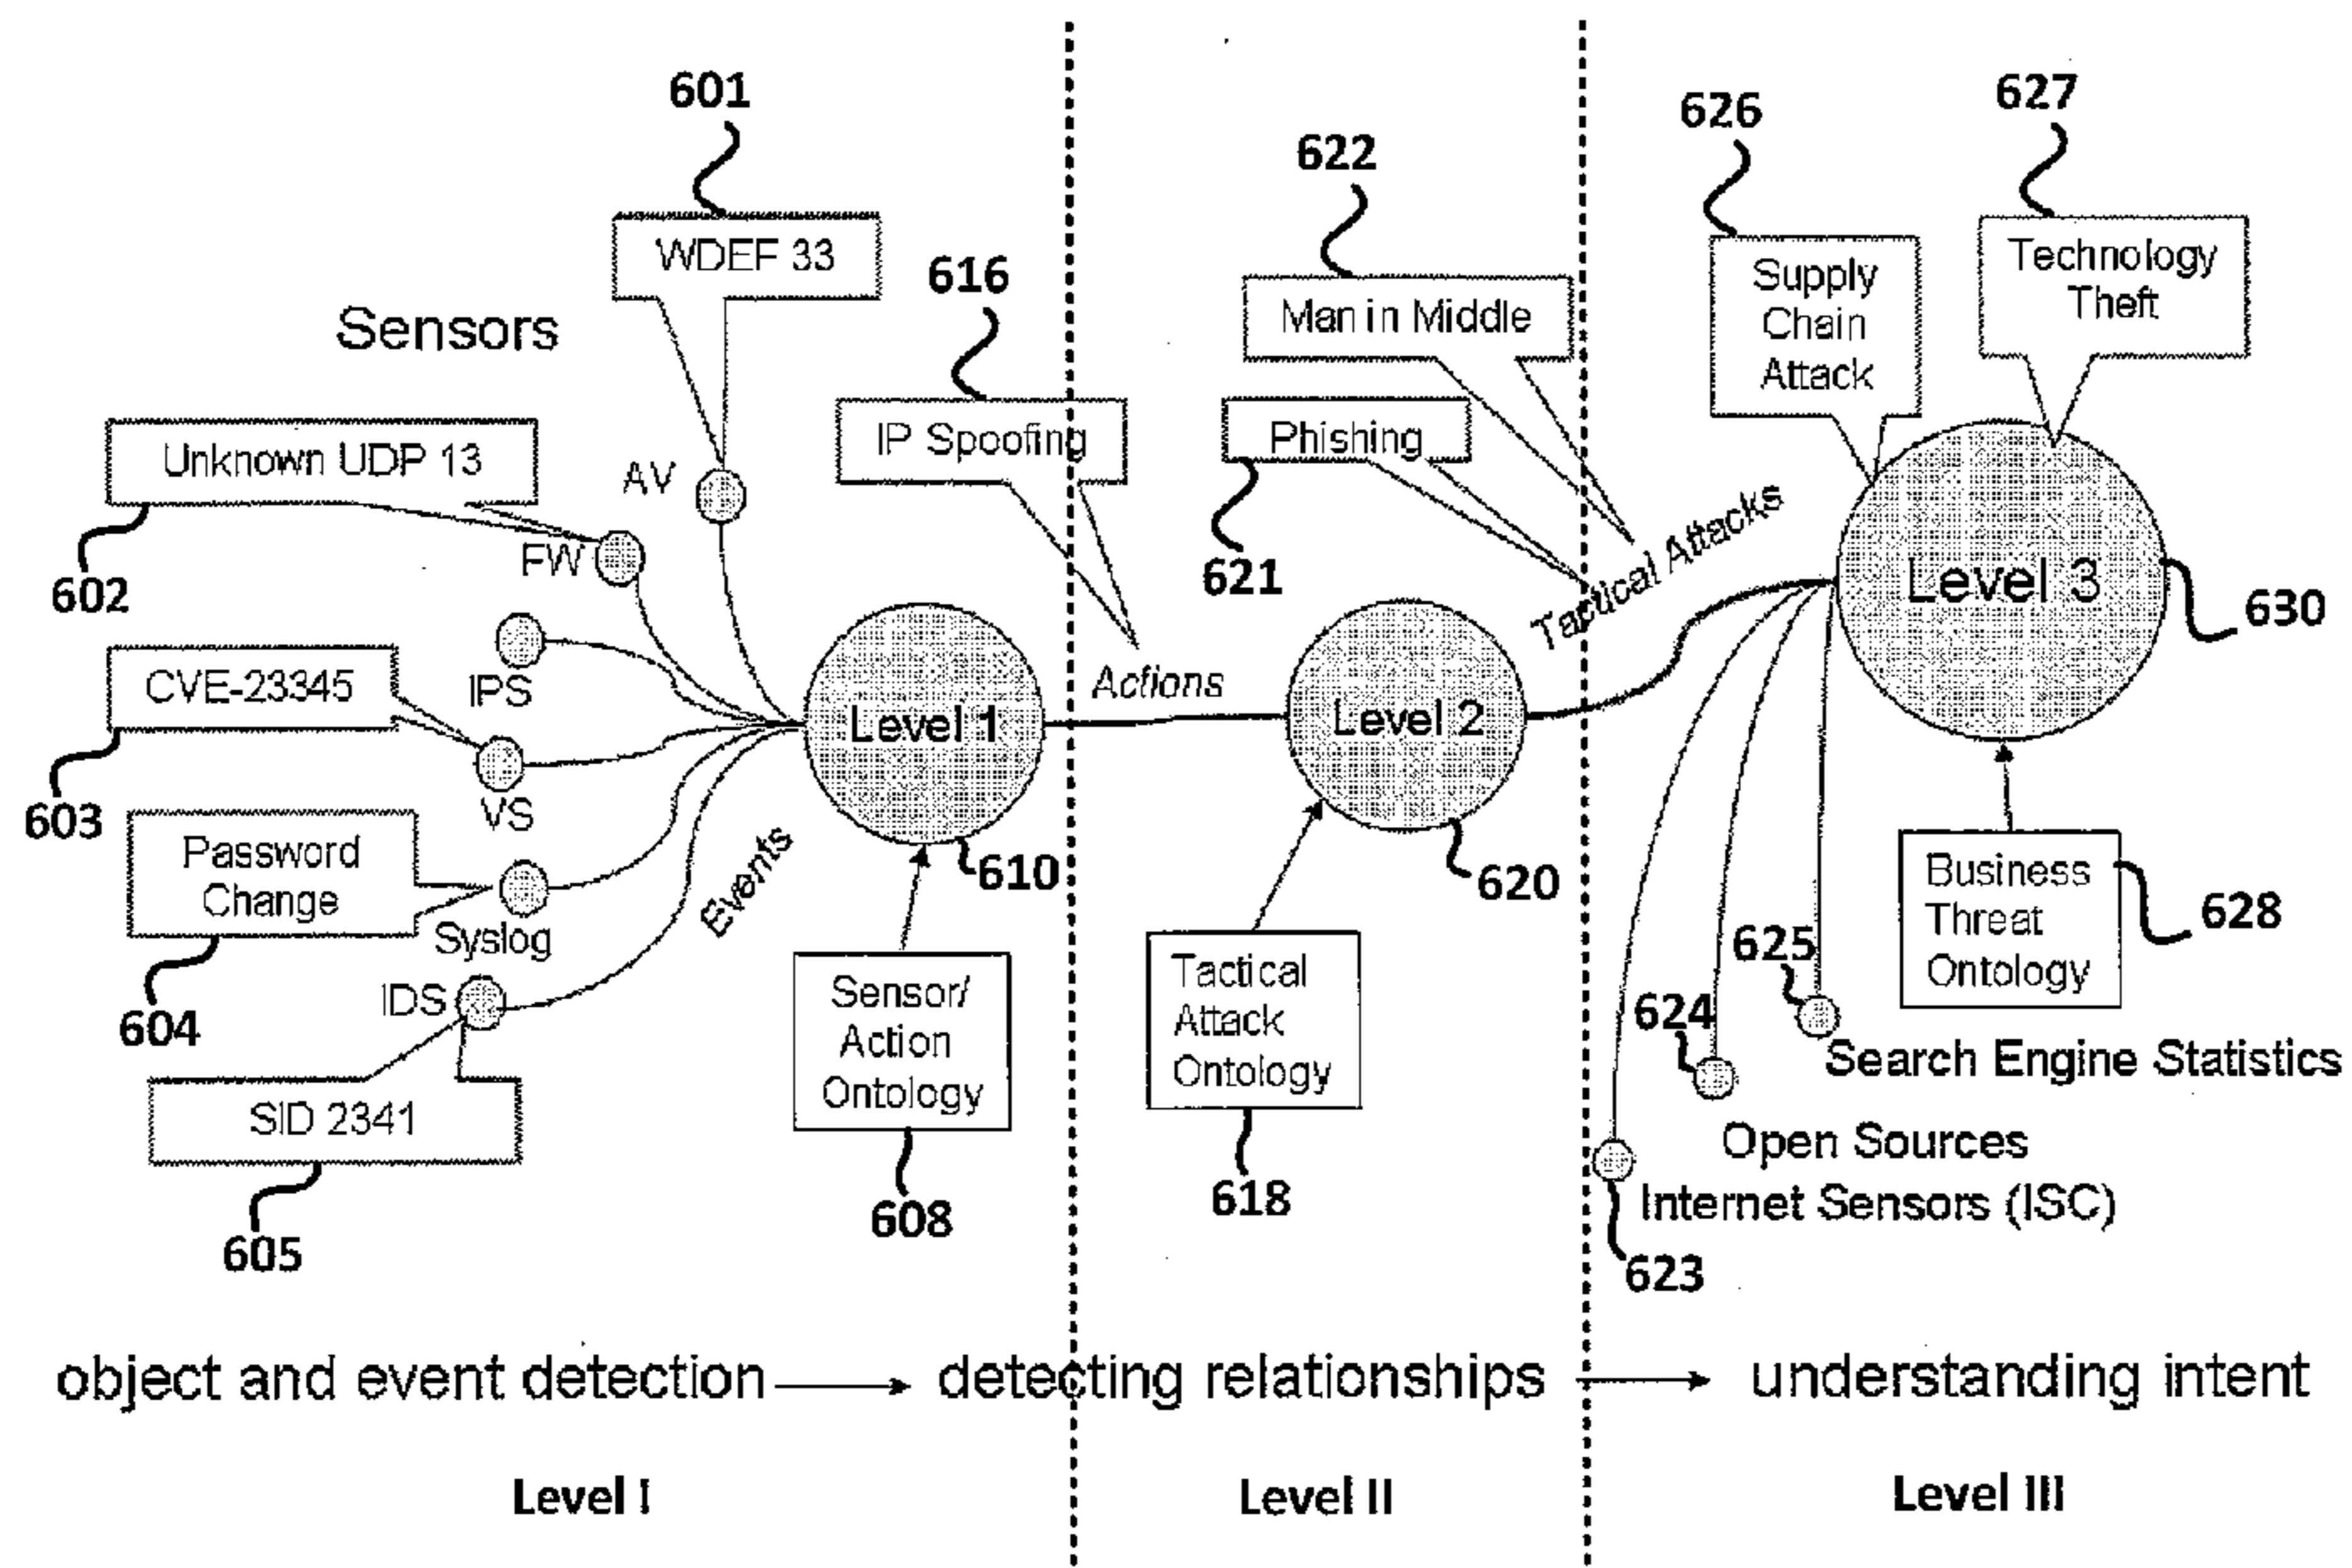 601
627
626
622
WDEF 33
616
Technology
Theft
Supply
Chain
Attack
Sensors
Man in Middle
IP Spoofing
Phishing
Unknown UDP 13
AV
FW
602
621
Tactical Attacks
Level 3
630
IPS
CVE-23345
Actions
Level 1
Level 2
603
VS
Password
Change
Syslog
604
Events
610
620
Business
Threat
Ontology
628
625
624
Search Engine Statistics
IDS
Sensor/
Action
Ontology
Tactical
Attack
Ontology
SID 2341
Open Sources
Internet Sensors (ISC)
605
608
618
623
object and event detection
detecting relationships
understanding intent
Level I
Level II
Level III